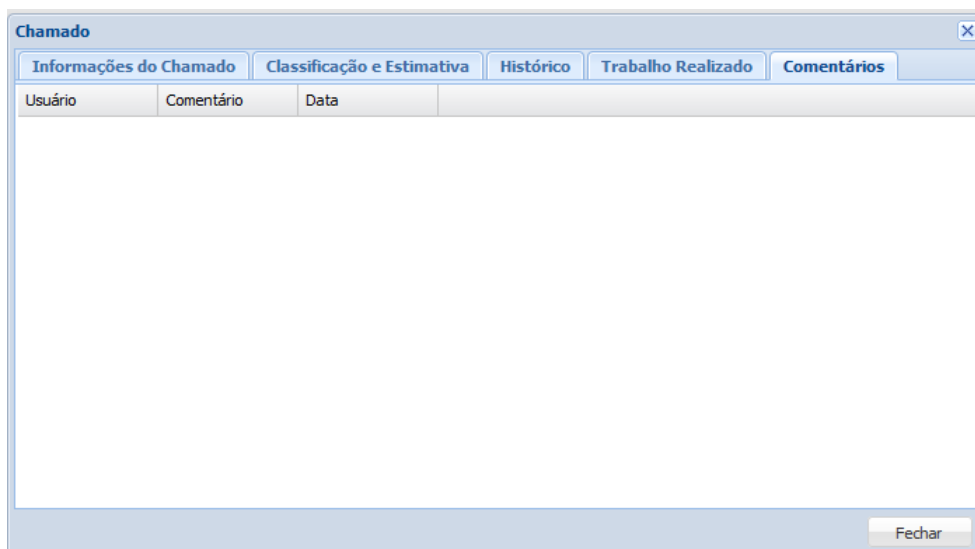 Chamado
Informações do Chamado Classificação e Estimativa Histórico Trabalho Realizado Comentários
Usuário Comentário Data
Fechar